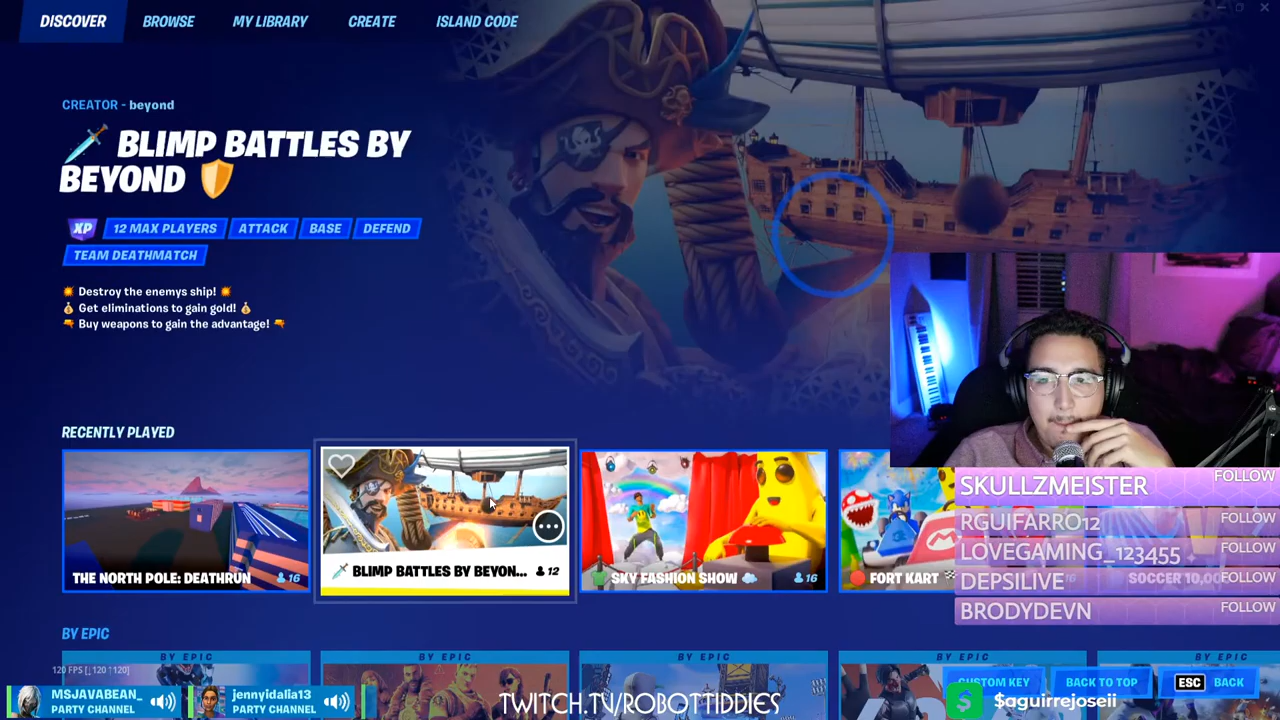 DISCOVER BROWSE MY LIBRARY CREATE ISLAND CODE
CREATOR - beyond
BLIMP BATTLES BY
BEYOND
XP 12 MAX PLAYERS ATTACK BASE DEFEND
TEAM DEATHMATCH
Destroy the enemys ship!
Get eliminations to gain gold!
Buy weapons to gain the advantage!
RECENTLY PLAYED
THE NORTH POLE: DEATHRUN 16
BLIMP BATTLES BY BEYON... 12
SKY FASHION SHOW 16
FORT KART
SOCCER 10,00
SKULLZMEISTER FOLLOW
RGUIFARRO12 FOLLOW
LOVEGAMING_123455 FOLLOW
DEPSILIVE FOLLOW
BRODYDEVN FOLLOW
BY EPIC
BY EPIC BY EPIC BY EPIC BY EPIC BY EPIC
120 FPS [ 120 120]
MSJAVABEAN_
PARTY CHANNEL
jennyidalia13
PARTY CHANNEL
TWITCH.TV/ROBOTTIDDIES
CUSTOM KEY BACK TO TOP ESC BACK
$ $aguirrejoseii